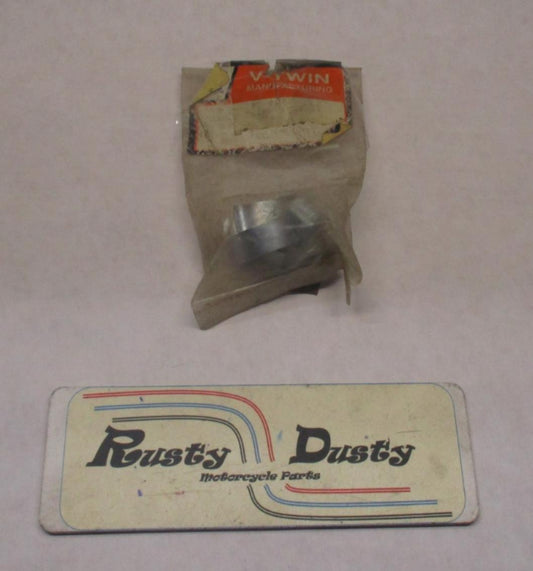 V-TWIN
MANUFACTURING
Rusty Dusty
Motorcycle Parts